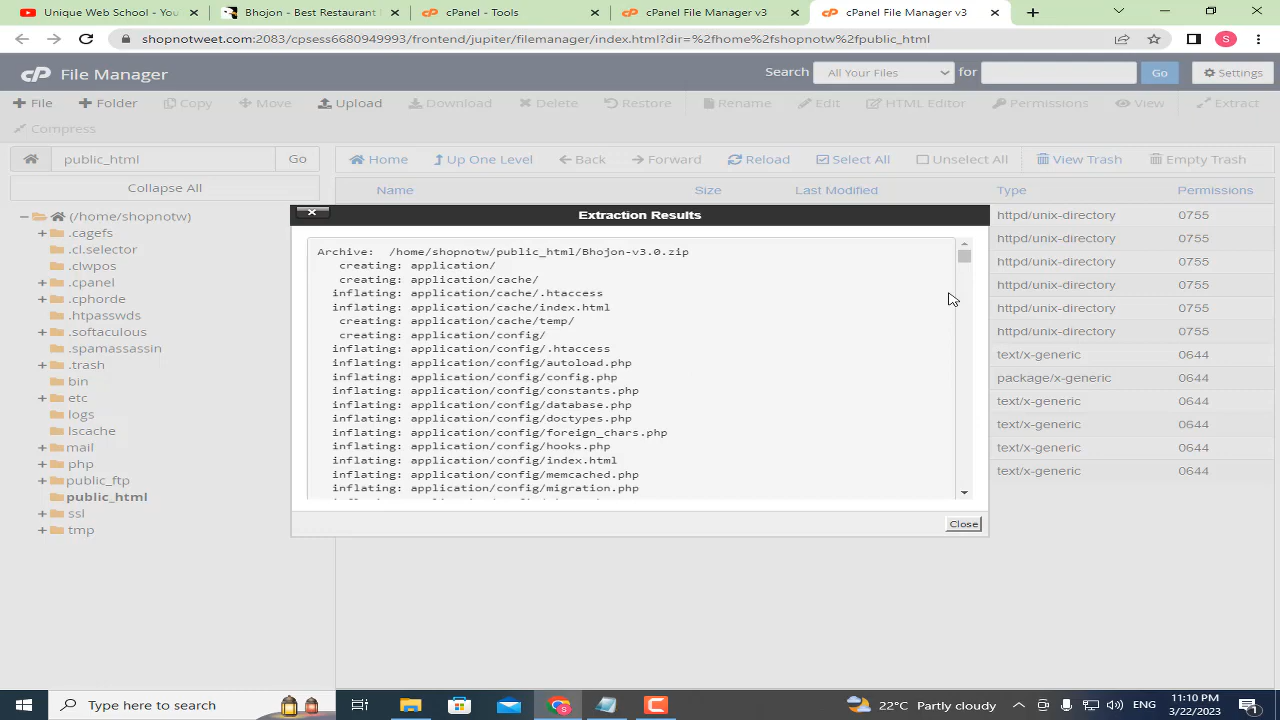 Unique Web School - You
Bhojon - Best Restaurant
cPanel - Tools
cPanel File Manager v3
cPanel File Manager v3
shopnotweet.com:2083/cpsess6680949993/frontend/jupiter/filemanager/index.html?dir=%2fhome%2fshopnotw%2fpublic_html
S
cP File Manager
Search All Your Files for Go Settings
File Folder Copy Move Upload Download Delete Restore Rename Edit HTML Editor Permissions View Extract
Compress
public_html Go Home Up One Level Back Forward Reload Select All Unselect All View Trash Empty Trash
Collapse All
Name Size Last Modified Type Permissions
(/home/shopnotw)
.cagefs
.cl.selector
.clwpos
.cpanel
.cphorde
.htpasswds
.softaculous
.spamassassin
.trash
bin
etc
logs
lscache
mail
php
public_ftp
public_html
ssl
tmp
Extraction Results
Archive: /home/shopnotw/public_html/Bhojon-v3.0.zip
creating: application/
creating: application/cache/
inflating: application/cache/.htaccess
inflating: application/cache/index.html
creating: application/cache/temp/
creating: application/config/
inflating: application/config/.htaccess
inflating: application/config/autoload.php
inflating: application/config/config.php
inflating: application/config/constants.php
inflating: application/config/database.php
inflating: application/config/doctypes.php
inflating: application/config/foreign_chars.php
inflating: application/config/hooks.php
inflating: application/config/index.html
inflating: application/config/memcached.php
inflating: application/config/migration.php
Close
httpd/unix-directory 0755
httpd/unix-directory 0755
httpd/unix-directory 0755
httpd/unix-directory 0755
httpd/unix-directory 0755
httpd/unix-directory 0755
text/x-generic 0644
package/x-generic 0644
text/x-generic 0644
text/x-generic 0644
text/x-generic 0644
text/x-generic 0644
Type here to search
22°C Partly cloudy
ENG
11:10 PM
3/22/2023
1